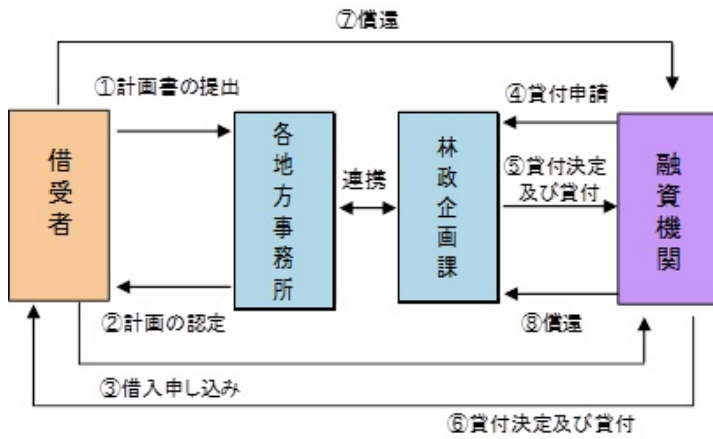 ⑦償還
①計画書の提出
④貸付申請
借受者
各地方事務所
連携
林政企画課
⑤貸付決定
及び貸付
融資機関
②計画の認定
⑧償還
③借入申し込み
⑥貸付決定及び貸付